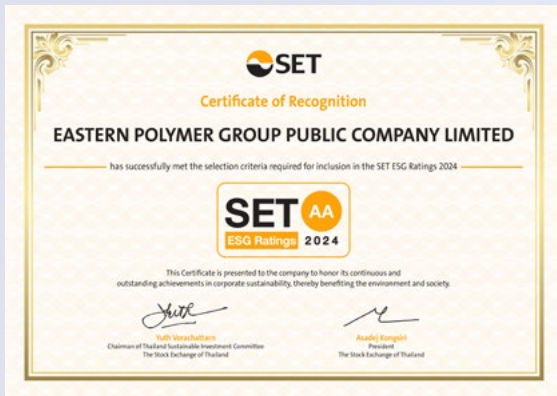 SET
Certificate of Recognition
EASTERN POLYMER GROUP PUBLIC COMPANY LIMITED
has successfully met the selection criteria required for inclusion in the SET ESG Ratings 2024
SET AA
ESG Ratings 2024
This Certificate is presented to the company to honor its continuous and
outstanding achievements in corporate sustainability, thereby benefiting the environment and society.
Yuth Vorachattarn
Chairman of Thailand Sustainable Investment Committee
The Stock Exchange of Thailand
Asadej Kongsiri
President
The Stock Exchange of Thailand